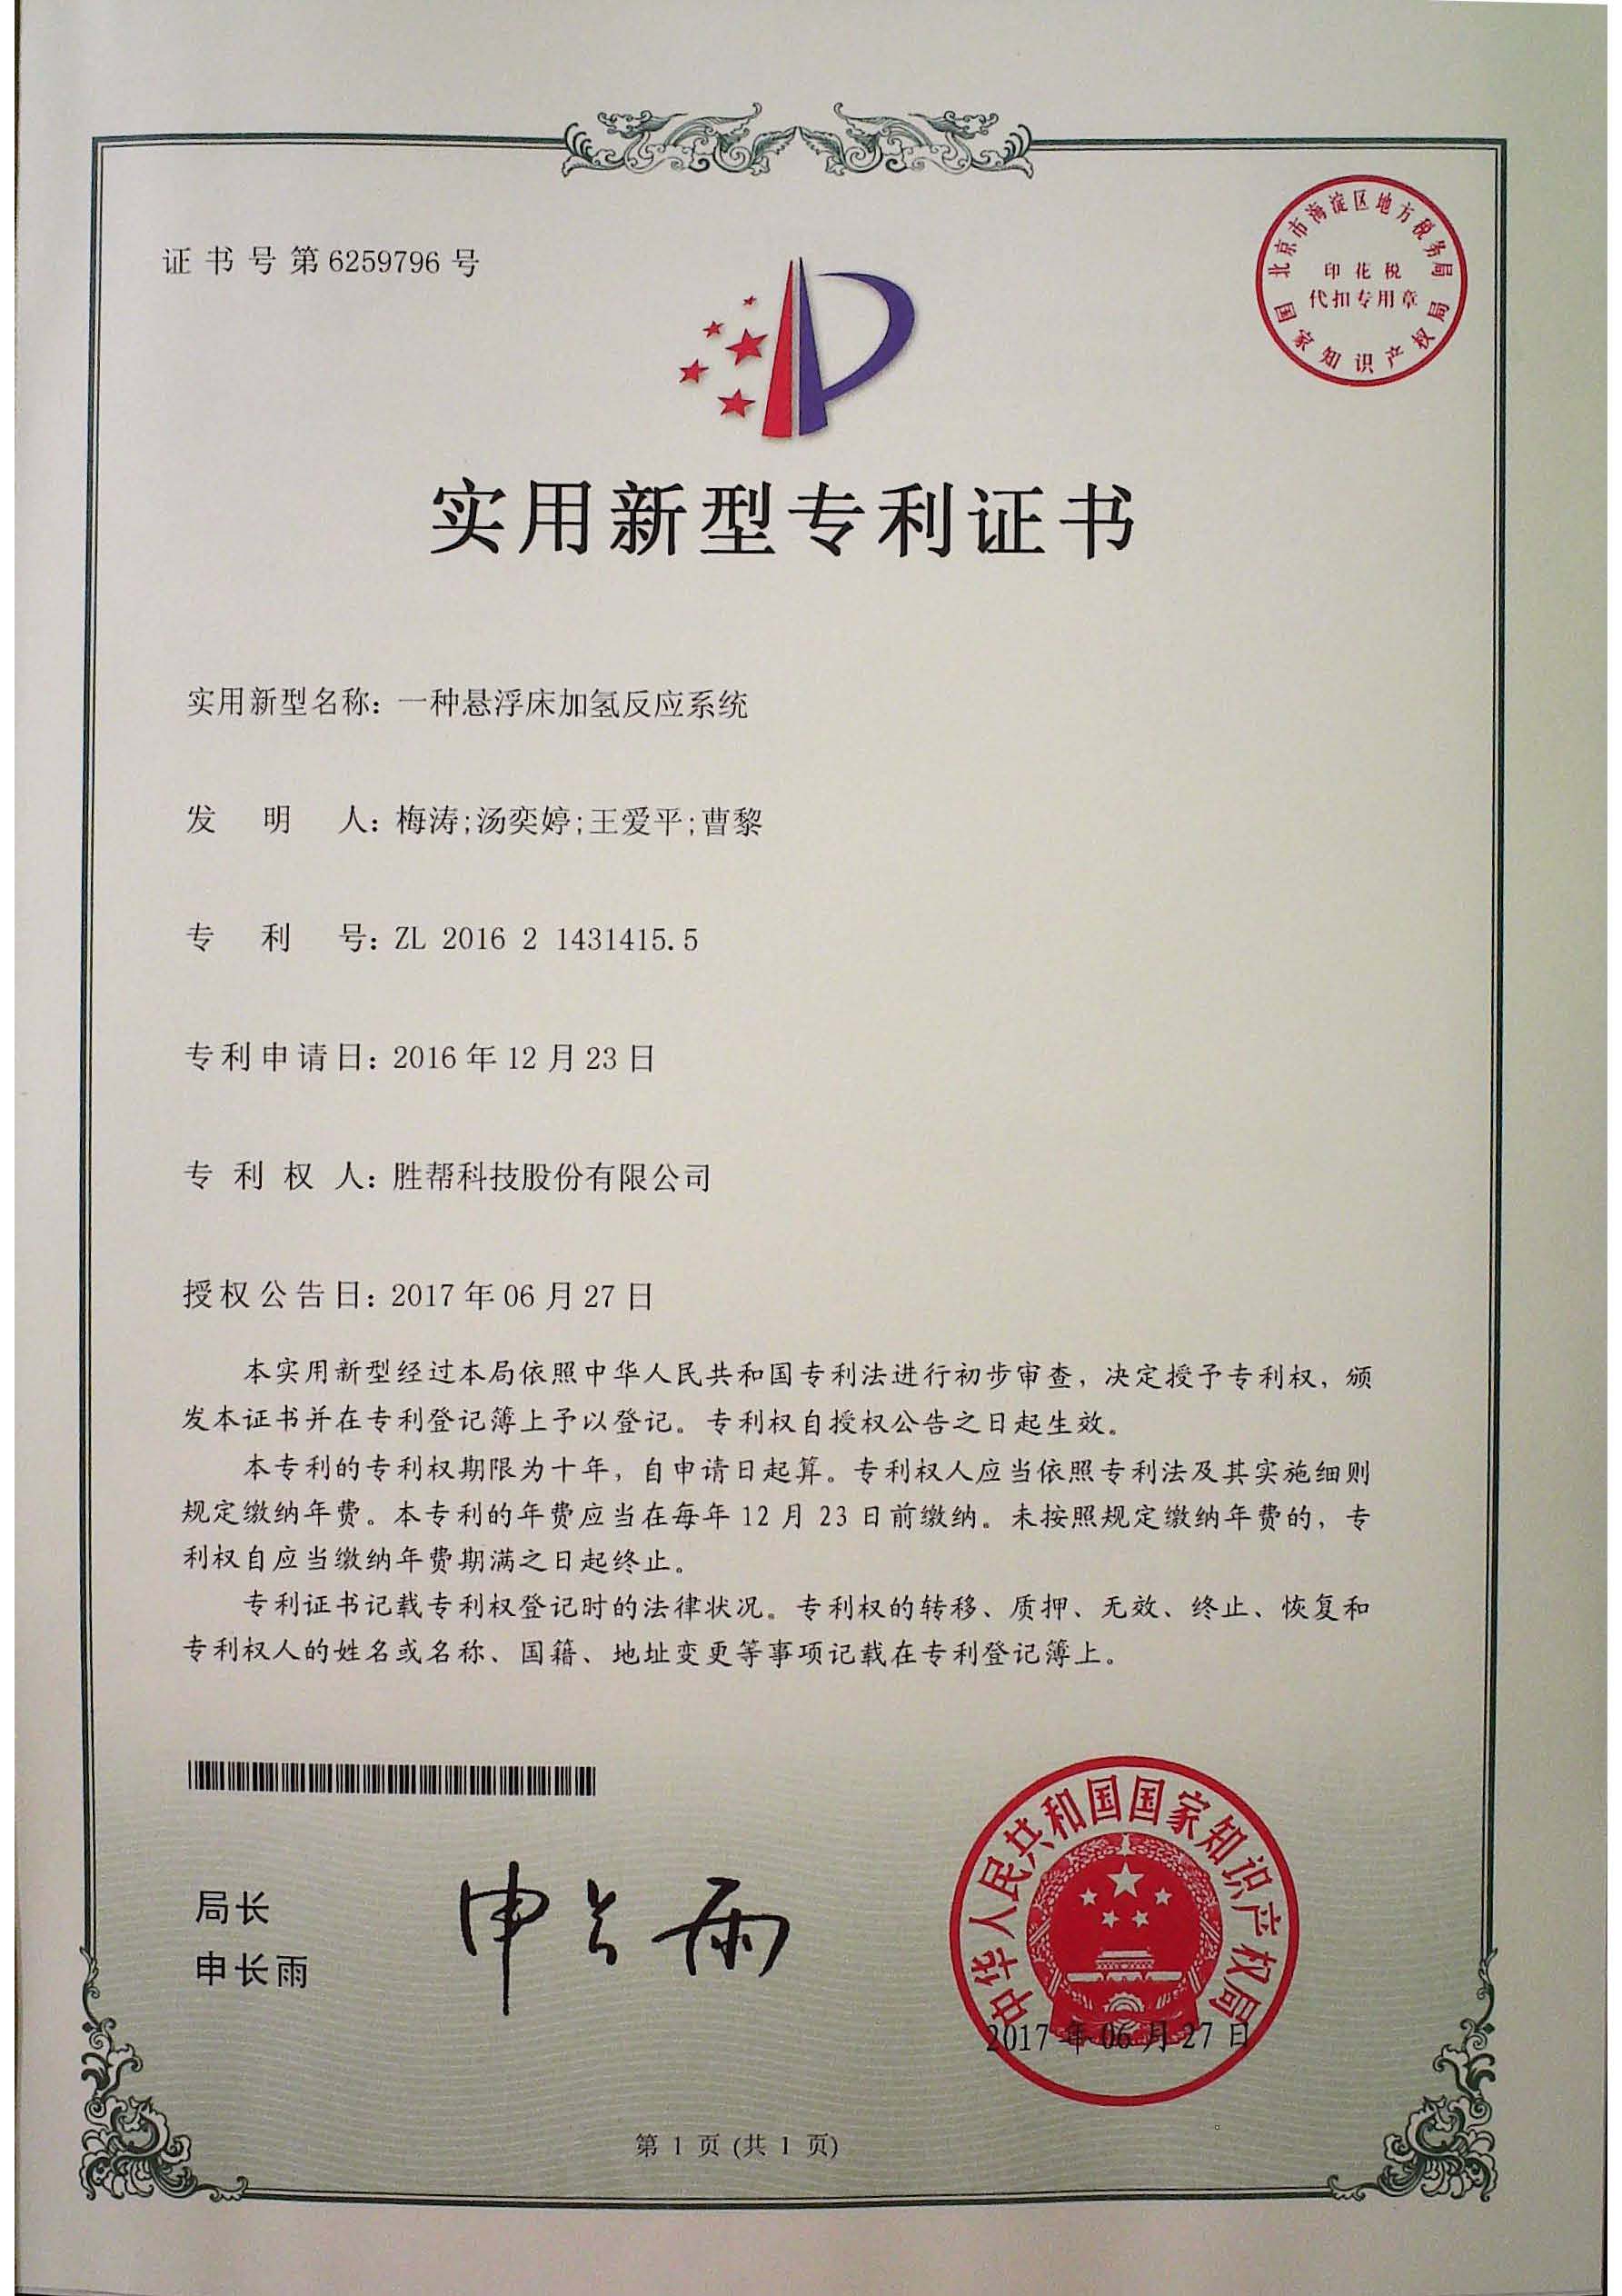 证书号第6259796号
北京市海淀区地方税务局
印花税
代扣专用章
国家知识产权局
实用新型专利证书
实用新型名称：一种悬浮床加氢反应系统
发明人：梅涛;汤奕婷;王爱平;曹黎
专利号：ZL 2016 2 1431415.5
专利申请日：2016年12月23日
专利权人：胜帮科技股份有限公司
授权公告日：2017年06月27日
本实用新型经过本局依照中华人民共和国专利法进行初步审查，决定授予专利权，颁
发本证书并在专利登记簿上予以登记。专利权自授权公告之日起生效。
本专利的专利权期限为十年，自申请日起算。专利权人应当依照专利法及其实施细则
规定缴纳年费。本专利的年费应当在每年12月23日前缴纳。未按照规定缴纳年费的，专
利权自应当缴纳年费期满之日起终止。
专利证书记载专利权登记时的法律状况。专利权的转移、质押、无效、终止、恢复和
专利权人的姓名或名称、国籍、地址变更等事项记载在专利登记簿上。
局长
申长雨
申长雨
中华人民共和国国家知识产权局
2017年06月27日
第 1 页 (共 1 页)